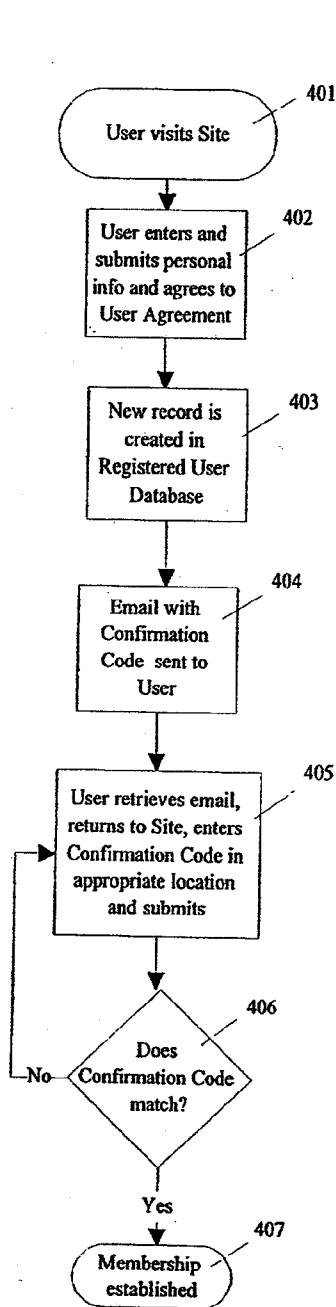 401
User visits Site
402
User enters and
submits personal
info and agrees to
User Agreement
403
New record is
created in
Registered User
Database
404
Email with
Confirmation
Code sent to
User
405
User retrieves email,
returns to Site, enters
Confirmation Code in
appropriate location
and submits
406
Does
Confirmation Code
match?
No
Yes
407
Membership
established